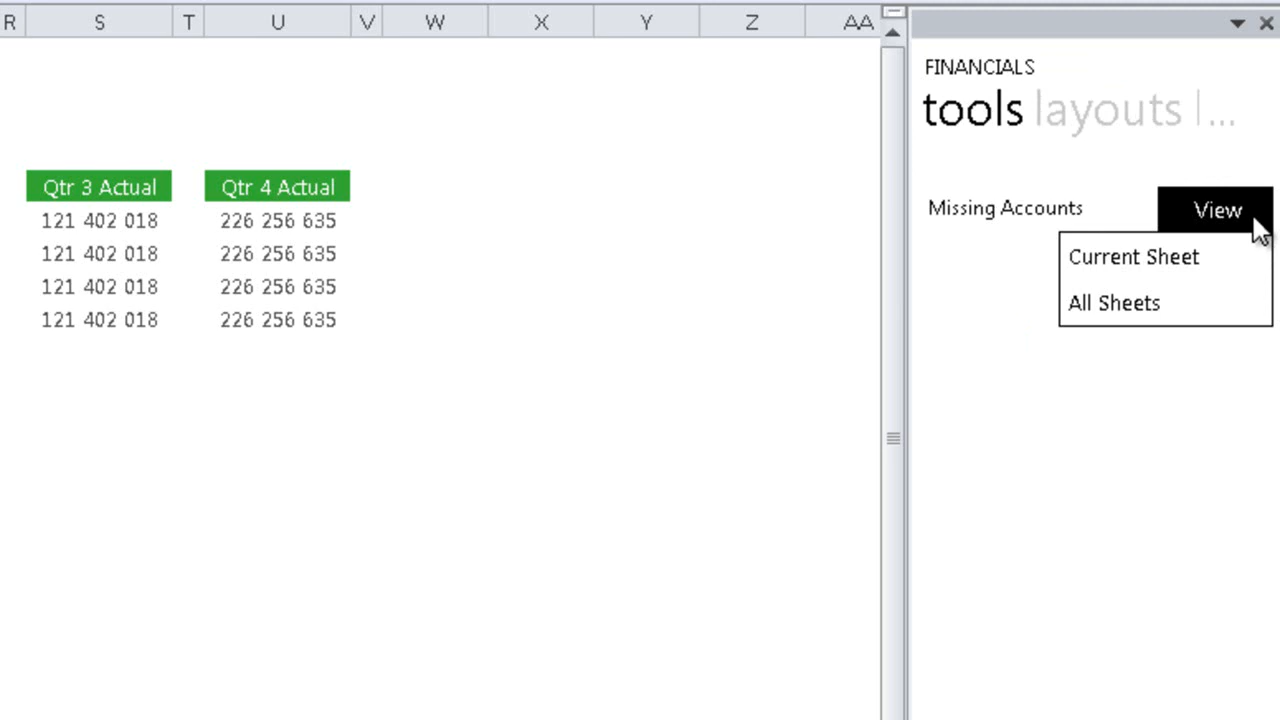 R S T U V W X Y Z AA
FINANCIALS
tools layouts l...
Qtr 3 Actual Qtr 4 Actual
Missing Accounts View
121 402 018 226 256 635
121 402 018 226 256 635
121 402 018 226 256 635
121 402 018 226 256 635
Current Sheet
All Sheets